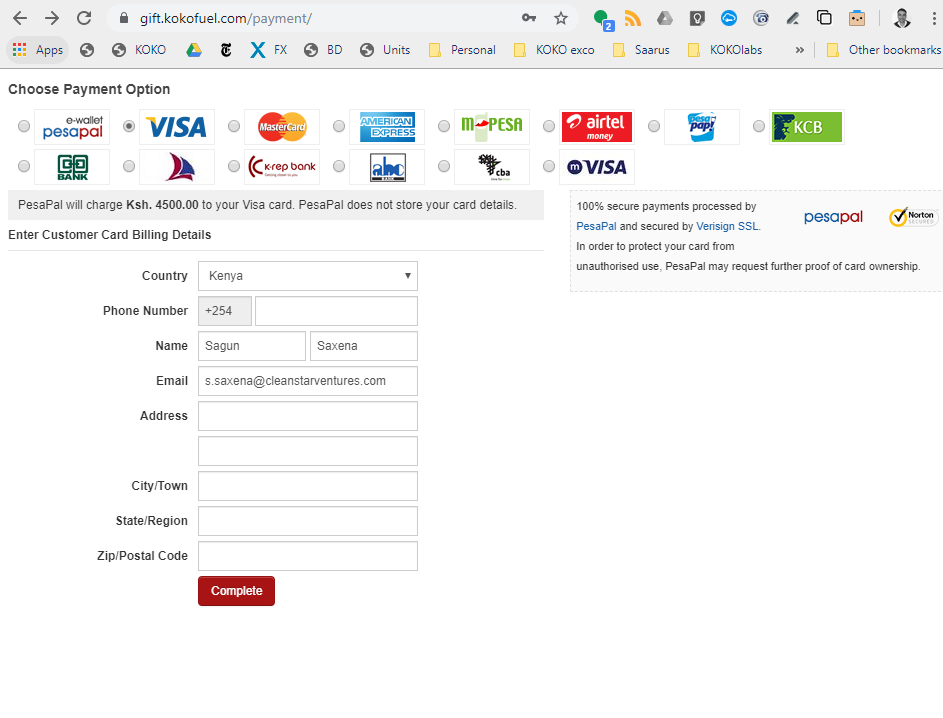 gift.kokofuel.com/payment/
2
Apps KOKO FX BD Units Personal KOKO exco Saarus KOKOlabs » Other bookmarks
Choose Payment Option
e-wallet pesapal VISA MasterCard AMERICAN EXPRESS M-PESA airtel money Pesa pap! KCB
BANK K-rep bank abc BANK cba mVISA
PesaPal will charge Ksh. 4500.00 to your Visa card. PesaPal does not store your card details.
Enter Customer Card Billing Details
Country Kenya
Phone Number +254
Name Sagun Saxena
Email s.saxena@cleanstarventures.com
Address
City/Town
State/Region
Zip/Postal Code
Complete
100% secure payments processed by
PesaPal and secured by Verisign SSL.
In order to protect your card from
unauthorised use, PesaPal may request further proof of card ownership.
pesapal Norton SECURED